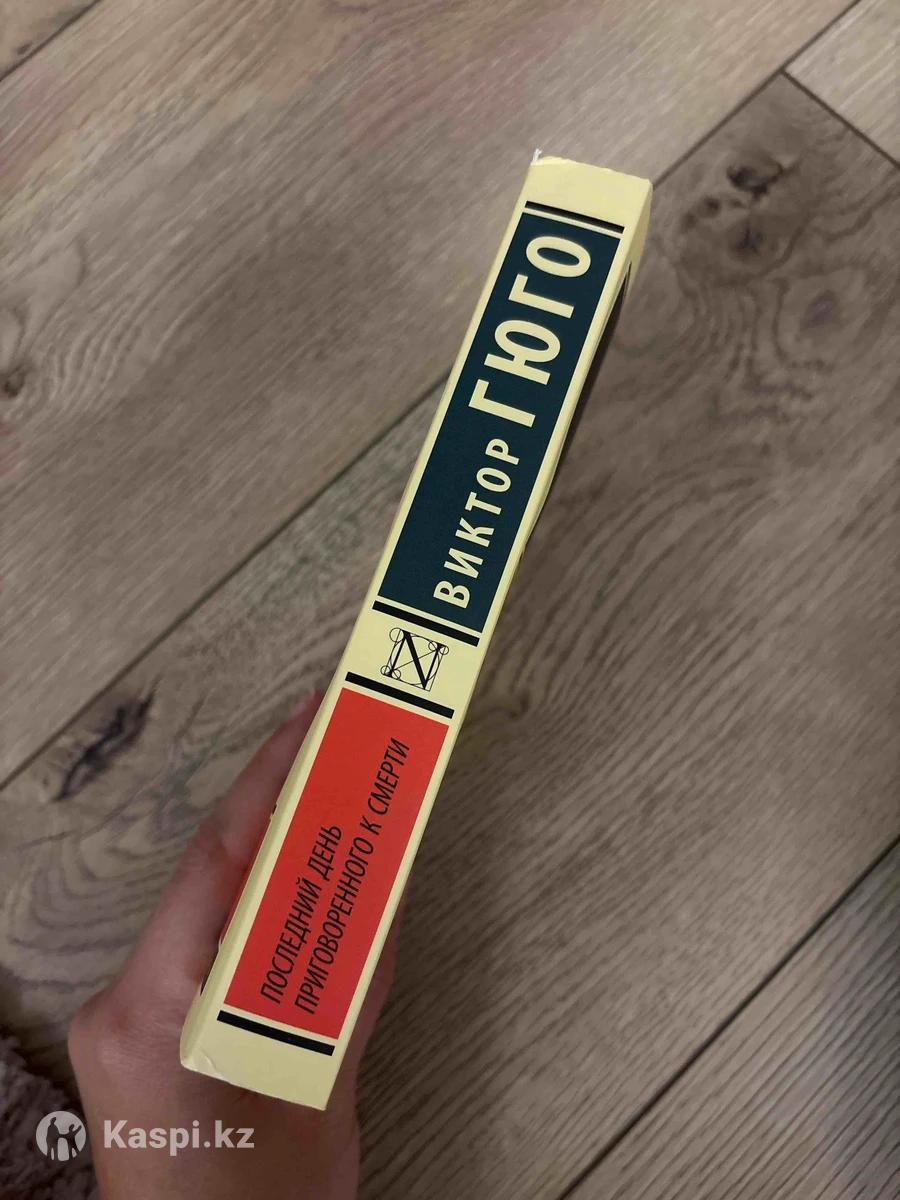 ВИКТОР ГЮГО
ПОСЛЕДНИЙ ДЕНЬ
ПРИГОВОРЕННОГО К СМЕРТИ
Kaspi.kz